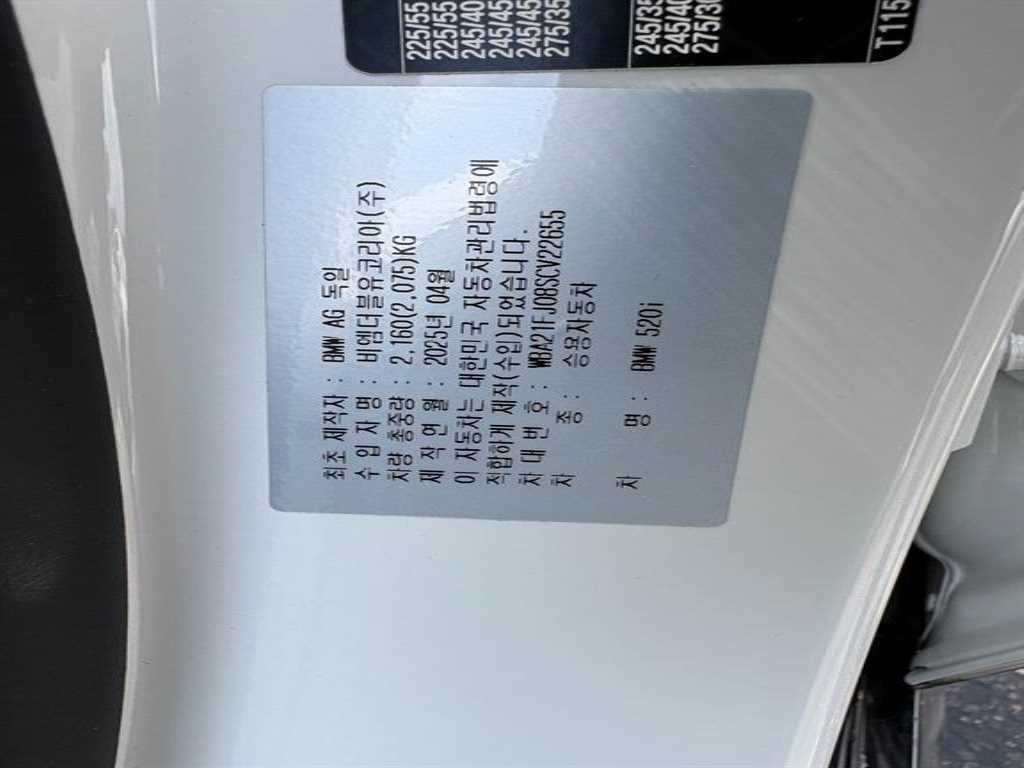 225/55
225/55
245/40
245/45
245/45
275/35
245/35
245/40
275/30
T115
최초 제작자 : BMW AG 독일
수 입 자 명 : 비엠더블유코리아(주)
차량 총중량 : 2,160(2,075)KG
제 작 연 월 : 2025년 04월
이 자동차는 대한민국 자동차관리법령에
적합하게 제작(수입)되었습니다.
차 대 번 호 : WBA21FJ08SCV22655
차 종 : 승용자동차
차 명 : BMW 520i